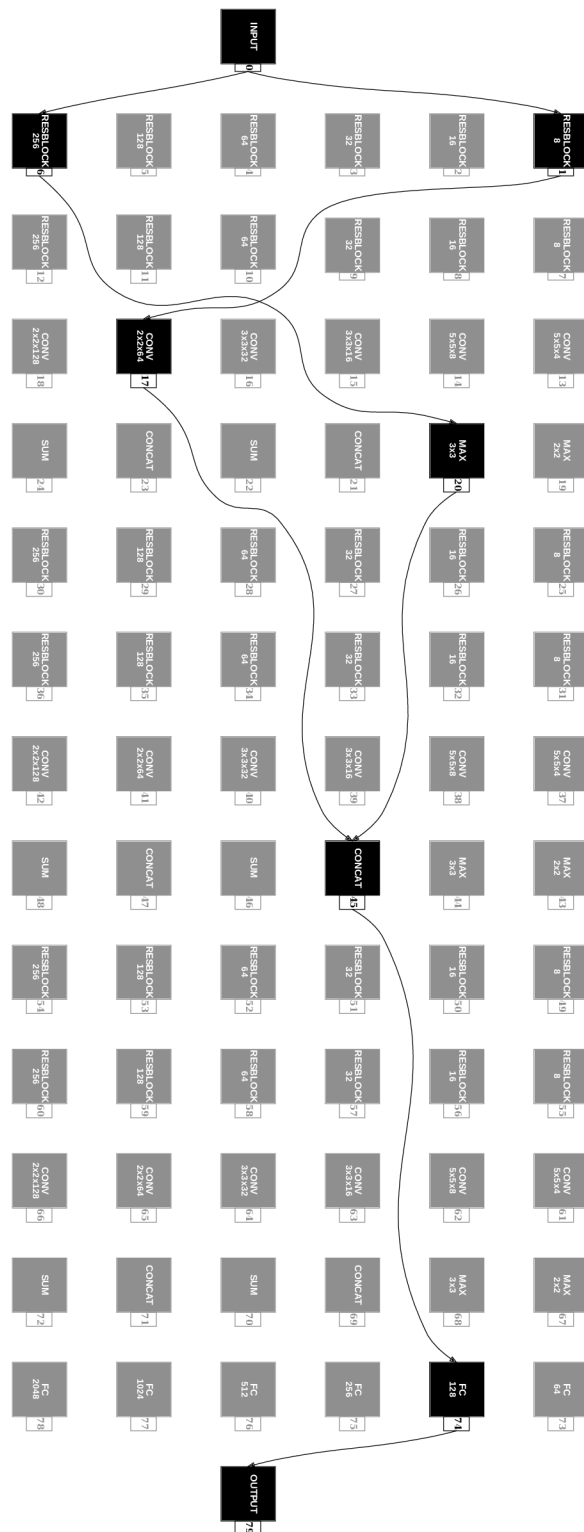 INPUT
0
RESBLOCK
8
1
RESBLOCK
16
2
RESBLOCK
32
3
RESBLOCK
64
4
RESBLOCK
128
5
RESBLOCK
256
6
RESBLOCK
8
7
RESBLOCK
16
8
RESBLOCK
32
9
RESBLOCK
64
10
RESBLOCK
128
11
RESBLOCK
256
12
CONV
5x5x4
13
CONV
5x5x8
14
CONV
3x3x16
15
CONV
3x3x32
16
CONV
2x2x64
17
CONV
2x2x128
18
MAX
2x2
19
MAX
3x3
20
CONCAT
21
SUM
22
CONCAT
23
SUM
24
RESBLOCK
8
25
RESBLOCK
16
26
RESBLOCK
32
27
RESBLOCK
64
28
RESBLOCK
128
29
RESBLOCK
256
30
RESBLOCK
8
31
RESBLOCK
16
32
RESBLOCK
32
33
RESBLOCK
64
34
RESBLOCK
128
35
RESBLOCK
256
36
CONV
5x5x4
37
CONV
5x5x8
38
CONV
3x3x16
39
CONV
3x3x32
40
CONV
2x2x64
41
CONV
2x2x128
42
MAX
2x2
43
MAX
3x3
44
CONCAT
45
SUM
46
CONCAT
47
SUM
48
RESBLOCK
8
49
RESBLOCK
16
50
RESBLOCK
32
51
RESBLOCK
64
52
RESBLOCK
128
53
RESBLOCK
256
54
RESBLOCK
8
55
RESBLOCK
16
56
RESBLOCK
32
57
RESBLOCK
64
58
RESBLOCK
128
59
RESBLOCK
256
60
CONV
5x5x4
61
CONV
5x5x8
62
CONV
3x3x16
63
CONV
3x3x32
64
CONV
2x2x64
65
CONV
2x2x128
66
MAX
2x2
67
MAX
3x3
68
CONCAT
69
SUM
70
CONCAT
71
SUM
72
FC
64
73
FC
128
74
FC
256
75
FC
512
76
FC
1024
77
FC
2048
78
OUTPUT